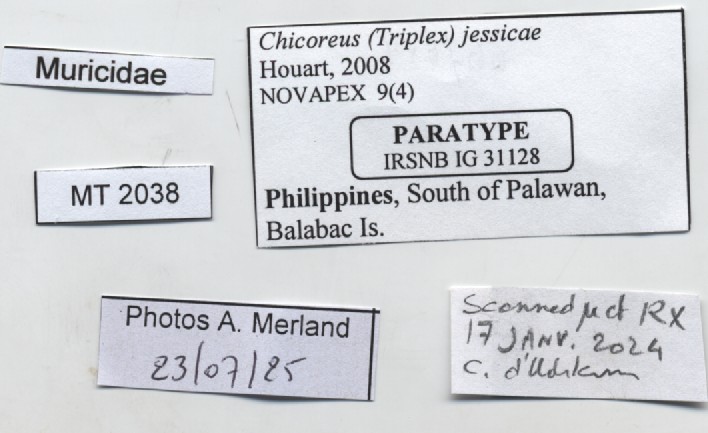 Muricidae
Chicoreus (Triplex) jessicae
Houart, 2008
NOVAPEX 9(4)
PARATYPE
IRSNB IG 31128
Philippines, South of Palawan,
Balabac Is.
MT 2038
Photos A. Merland
23/07/25
Scanned µct RX
17 JANV. 2024
C.